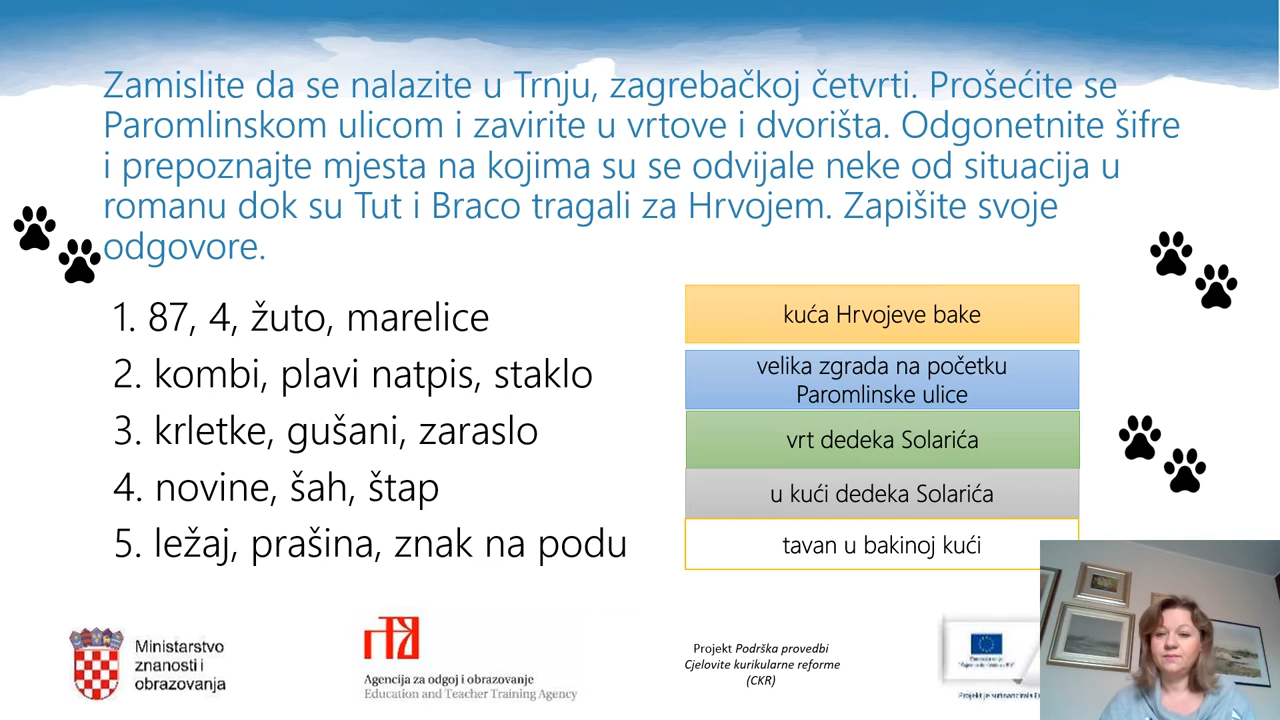 Zamislite da se nalazite u Trnju, zagrebačkoj četvrti. Prošećite se
Paromlinskom ulicom i zavirite u vrtove i dvorišta. Odgonetnite šifre
i prepoznajte mjesta na kojima su se odvijale neke od situacija u
romanu dok su Tut i Braco tragali za Hrvojem. Zapišite svoje
odgovore.
1. 87, 4, žuto, marelice
2. kombi, plavi natpis, staklo
3. krletke, gušani, zaraslo
4. novine, šah, štap
5. ležaj, prašina, znak na podu
kuća Hrvojeve bake
velika zgrada na početku
Paromlinske ulice
vrt dedeka Solarića
u kući dedeka Solarića
tavan u bakinoj kući
Ministarstvo
znanosti i
obrazovanja
Agencija za odgoj i obrazovanje
Education and Teacher Training Agency
Projekt Podrška provedbi
Cjelovite kurikularne reforme
(CKR)
Projekt je sufinancirala